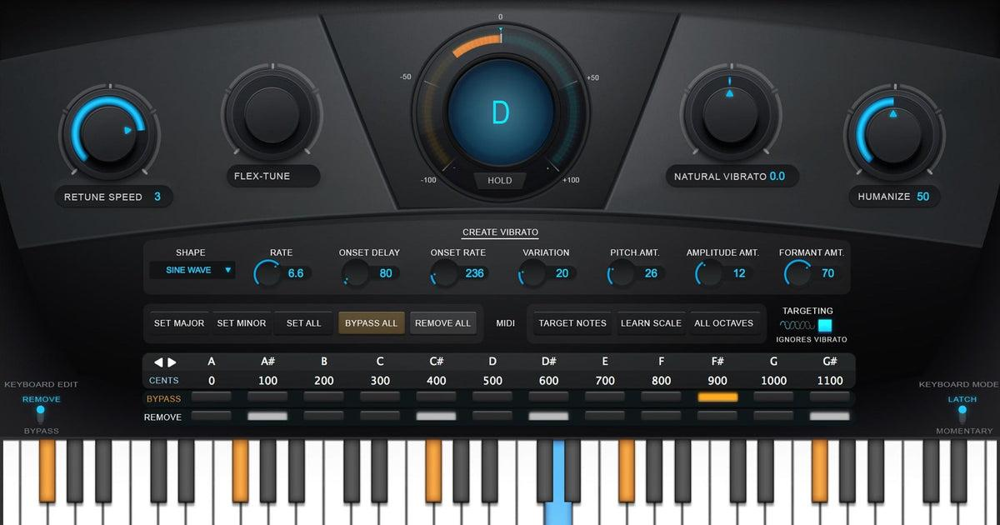 0
-50
+50
D
-100
+100
HOLD
RETUNE SPEED 3
FLEX-TUNE
NATURAL VIBRATO 0.0
HUMANIZE 50
CREATE VIBRATO
SHAPE RATE ONSET DELAY ONSET RATE VARIATION PITCH.AMT. AMPLITUDE AMT. FORMANT AMT.
SINE WAVE 6.6 80 236 20 26 12 70
SET MAJOR SET MINOR SET ALL BYPASS ALL REMOVE ALL MIDI TARGET NOTES LEARN SCALE ALL OCTAVES
TARGETING
IGNORES VIBRATO
A A# B C C# D D# E F F# G G#
CENTS 0 100 200 300 400 500 600 700 800 900 1000 1100
BYPASS
REMOVE
KEYBOARD EDIT
REMOVE
BYPASS
KEYBOARD MODE
LATCH
MOMENTARY